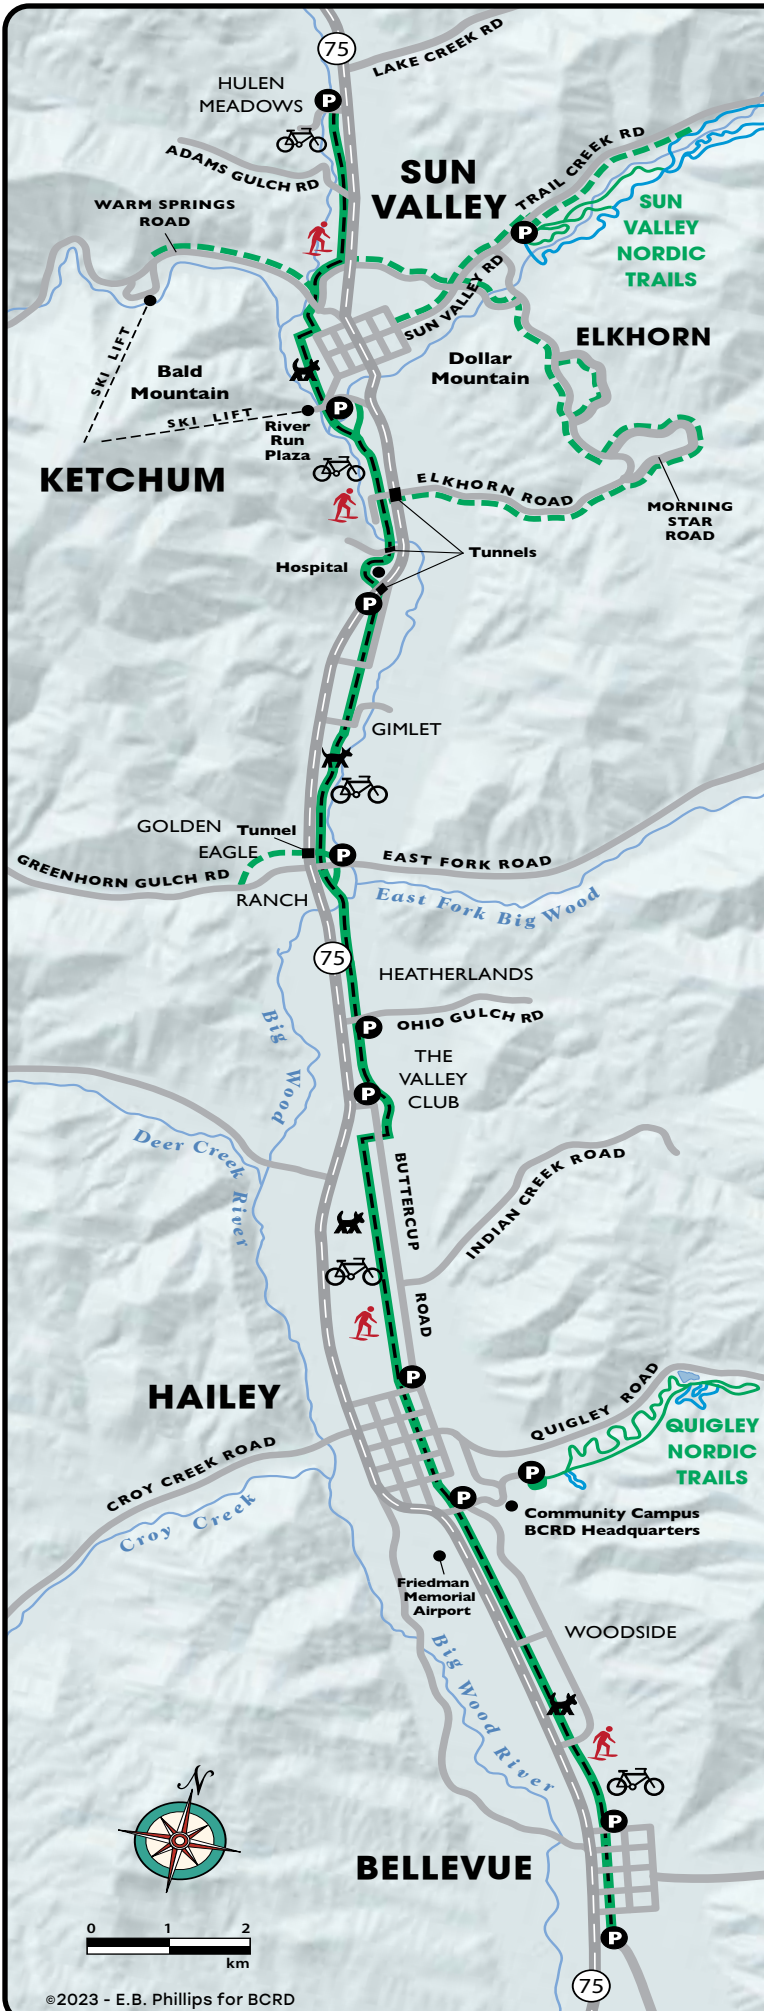 75
LAKE CREEK RD
HULEN
MEADOWS
P
ADAMS GULCH RD
SUN
VALLEY
TRAIL CREEK RD
WARM SPRINGS
ROAD
SUN
VALLEY
NORDIC
TRAILS
P
SUN VALLEY RD
ELKHORN
SKI LIFT
Dollar
Mountain
Bald
Mountain
SKI LIFT
P
River
Run
Plaza
KETCHUM
ELKHORN ROAD
MORNING
STAR
ROAD
Tunnels
Hospital
P
GIMLET
GOLDEN
EAGLE
RANCH
Tunnel
P
EAST FORK ROAD
GREENHORN GULCH RD
East Fork Big Wood
75
HEATHERLANDS
Big Wood
P
OHIO GULCH RD
THE
VALLEY
CLUB
P
Deer Creek
River
BUTTERCUP
ROAD
INDIAN CREEK ROAD
P
HAILEY
QUIGLEY ROAD
QUIGLEY
NORDIC
TRAILS
CROY CREEK ROAD
Croy Creek
P
P
Community Campus
BCRD Headquarters
Friedman
Memorial
Airport
WOODSIDE
Big Wood River
N
P
BELLEVUE
P
0 1 2
km
75
©2023 - E.B. Phillips for BCRD